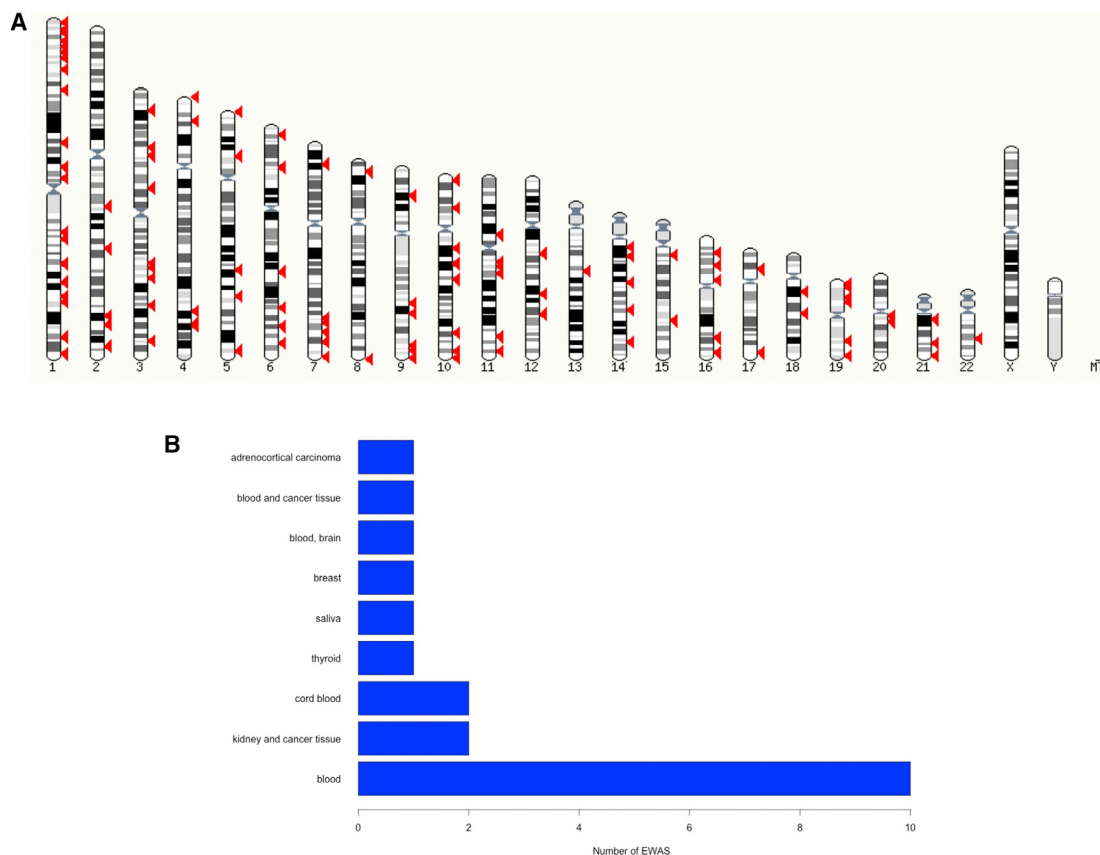 A
1 2 3 4 5 6 7 8 9 10 11 12 13 14 15 16 17 18 19 20 21 22 X Y
B
adrenocortical carcinoma
blood and cancer tissue
blood, brain
breast
saliva
thyroid
cord blood
kidney and cancer tissue
blood
0 2 4 6 8 10
Number of EWAS